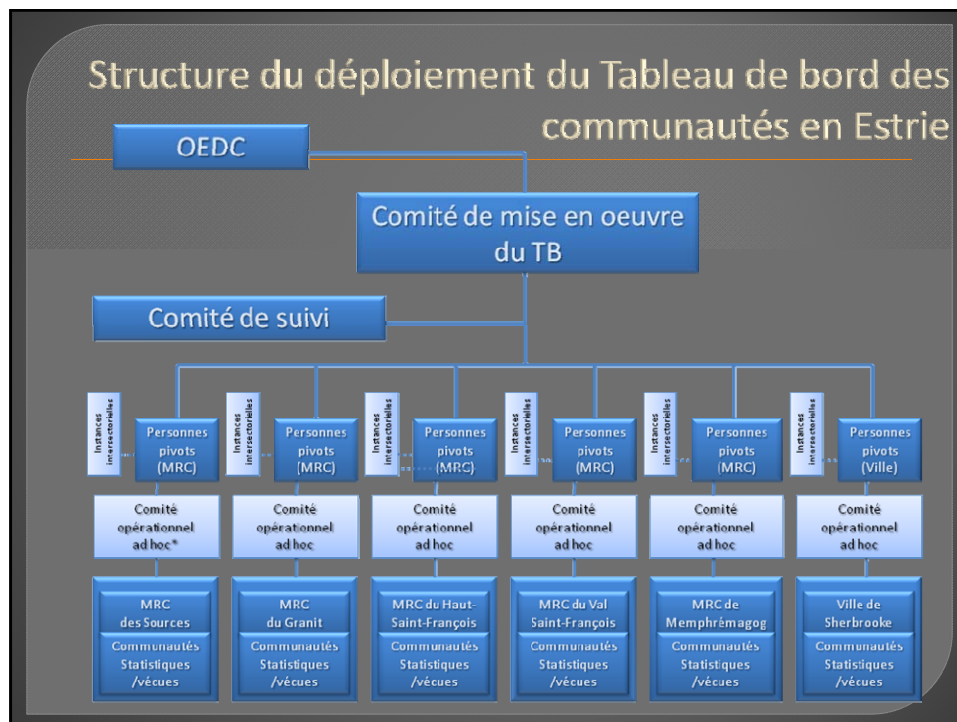 Structure du déploiement du Tableau de bord des
communautés en Estrie
OEDC
Comité de mise en oeuvre
du TB
Comité de suivi
Instances
intersectorielles
Personnes
pivots
(MRC)
Instances
intersectorielles
Personnes
pivots
(MRC)
Instances
intersectorielles
Personnes
pivots
(MRC)
Instances
intersectorielles
Personnes
pivots
(MRC)
Instances
intersectorielles
Personnes
pivots
(MRC)
Instances
intersectorielles
Personnes
pivots
(Ville)
Comité
opérationnel
ad hoc*
Comité
opérationnel
ad hoc
Comité
opérationnel
ad hoc
Comité
opérationnel
ad hoc
Comité
opérationnel
ad hoc
Comité
opérationnel
ad hoc
MRC
des Sources
Communautés
Statistiques
/vécues
MRC
du Granit
Communautés
Statistiques
/vécues
MRC du Haut-
Saint-François
Communautés
Statistiques
/vécues
MRC du Val
Saint-François
Communautés
Statistiques
/vécues
MRC de
Memphrémagog
Communautés
Statistiques
/vécues
Ville de
Sherbrooke
Communautés
Statistiques
/vécues